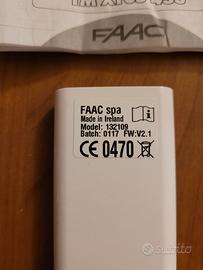 FAAC
FAAC spa
Made in Ireland
Model: 132109
Batch: 0117 FW:V2.1
CE 0470
subito